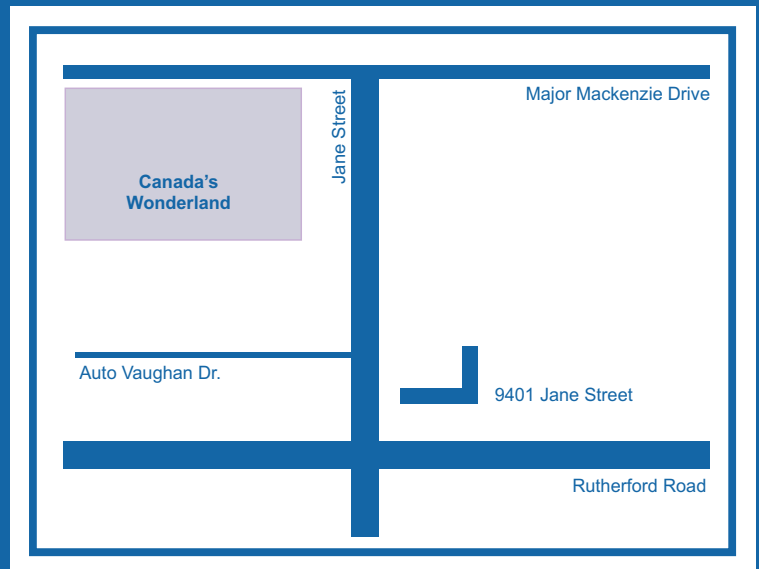 Major Mackenzie Drive
Jane Street
Canada’s
Wonderland
Auto Vaughan Dr.
9401 Jane Street
Rutherford Road